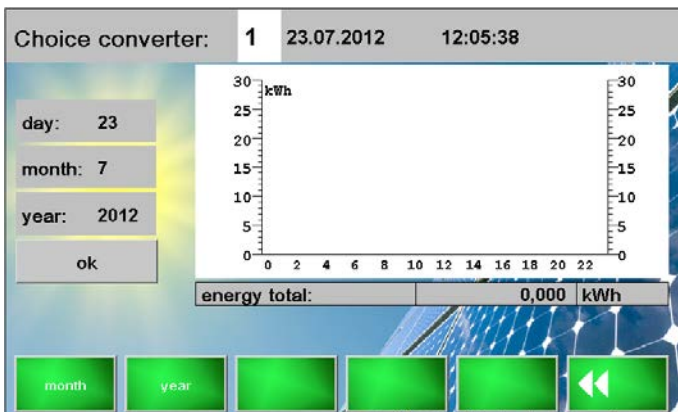 Choice converter: 1 23.07.2012 12:05:38
day: 23
month: 7
year: 2012
ok
30 kWh 30
25 25
20 20
15 15
10 10
5 5
0 0
0 2 4 6 8 10 12 14 16 18 20 22
energy total: 0,000 kWh
month year